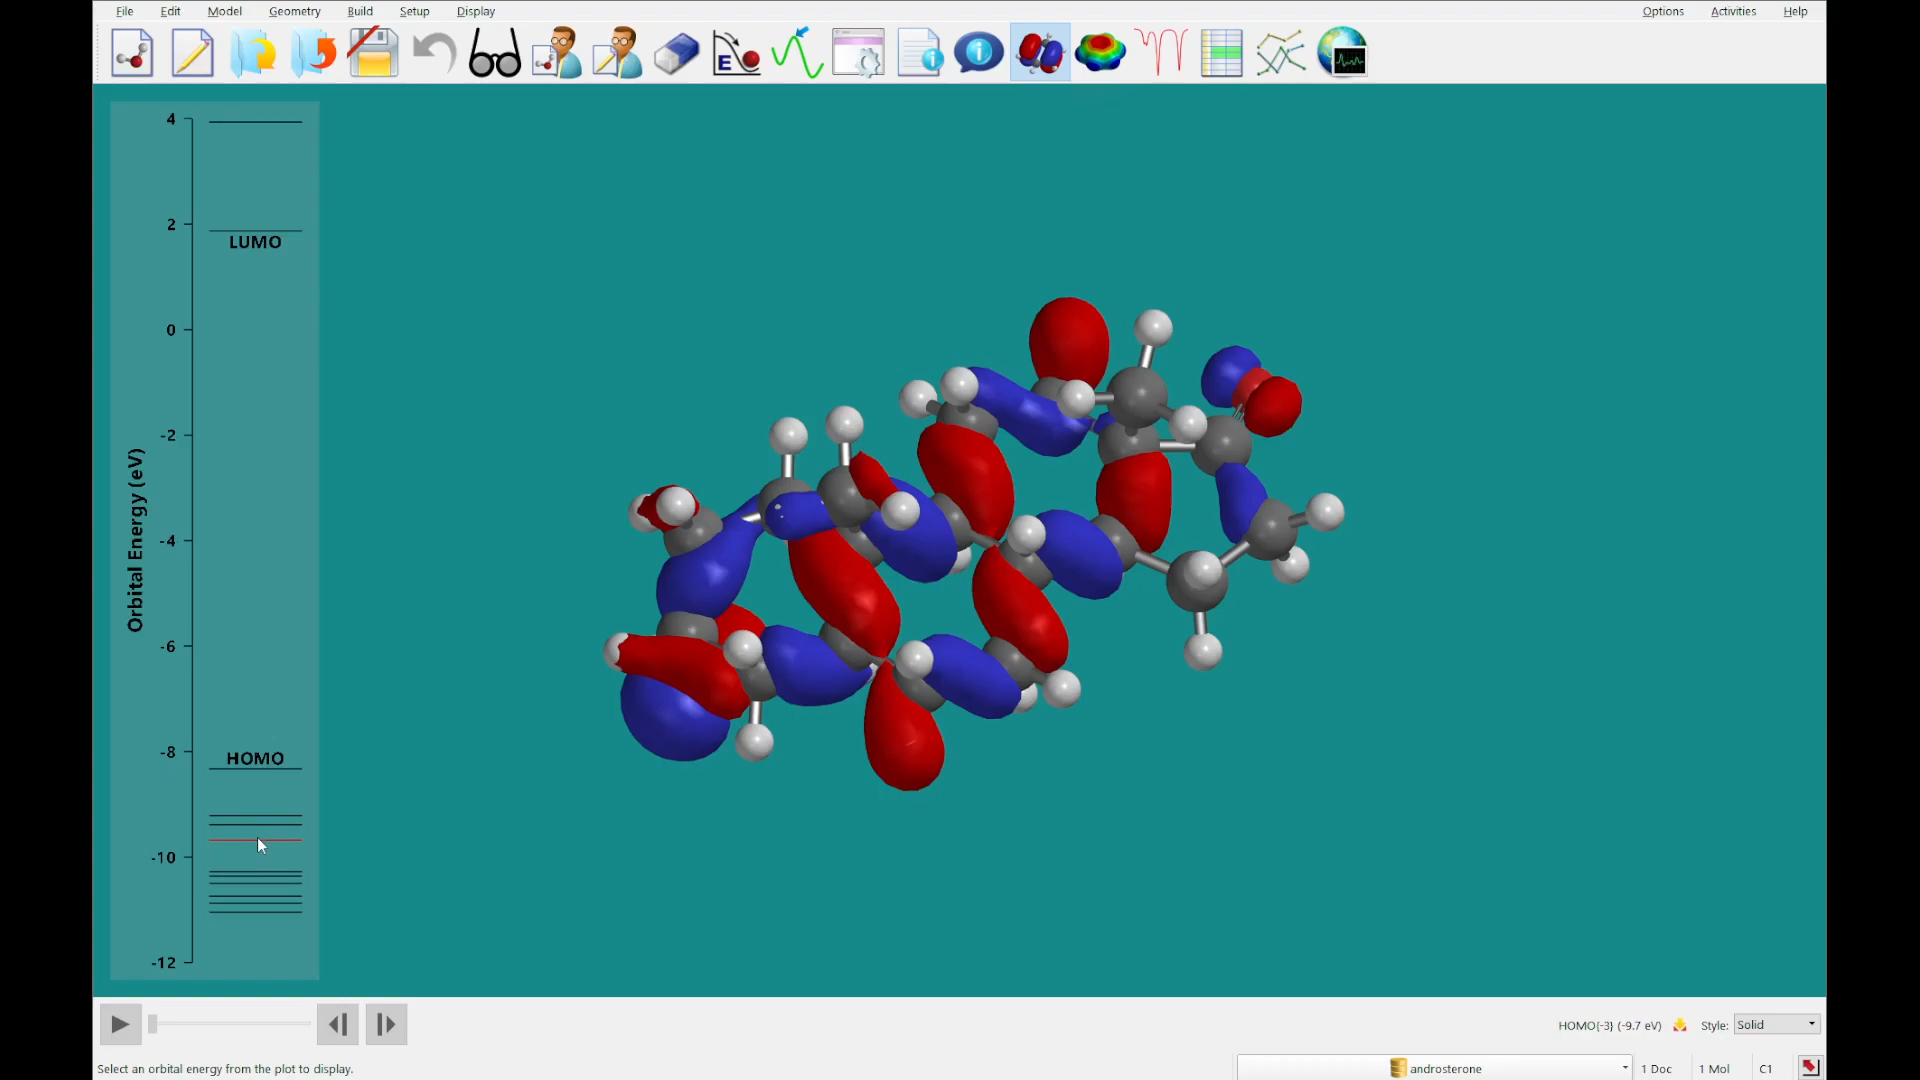 File Edit Model Geometry Build Setup Display Options Activities Help
E
4
2
LUMO
0
-2
-4
Orbital Energy (eV)
-6
-8
HOMO
-10
-12
HOMO{-3} (-9.7 eV) Style: Solid
Select an orbital energy from the plot to display. androsterone 1 Doc 1 Mol C1